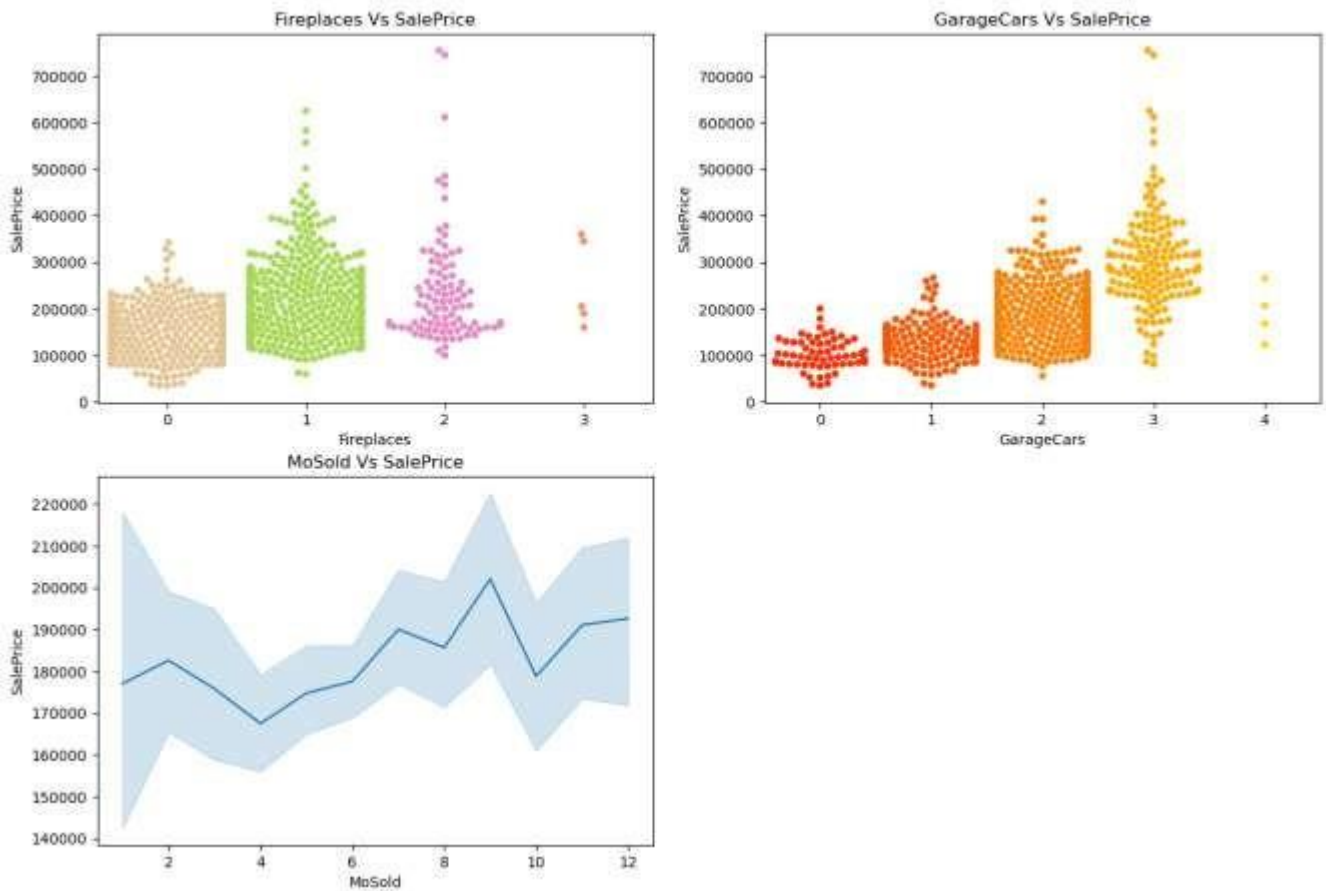 Fireplaces Vs SalePrice
700000
600000
500000
400000
300000
200000
100000
0
SalePrice
0 1 2 3
Fireplaces
GarageCars Vs SalePrice
700000
600000
500000
400000
300000
200000
100000
0
SalePrice
0 1 2 3 4
GarageCars
MoSold Vs SalePrice
220000
210000
200000
190000
180000
170000
160000
150000
140000
SalePrice
2 4 6 8 10 12
MoSold